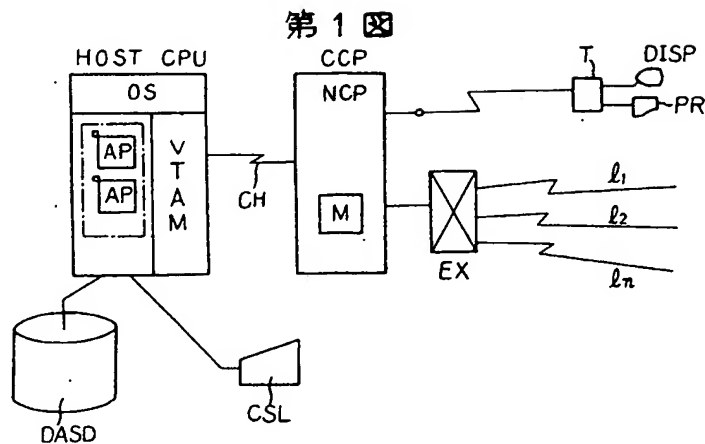 第1図
HOST CPU
OS
AP
AP
VTAM
CH
CCP
NCP
M
EX
T
DISP
PR
l1
l2
ln
DASD
CSL